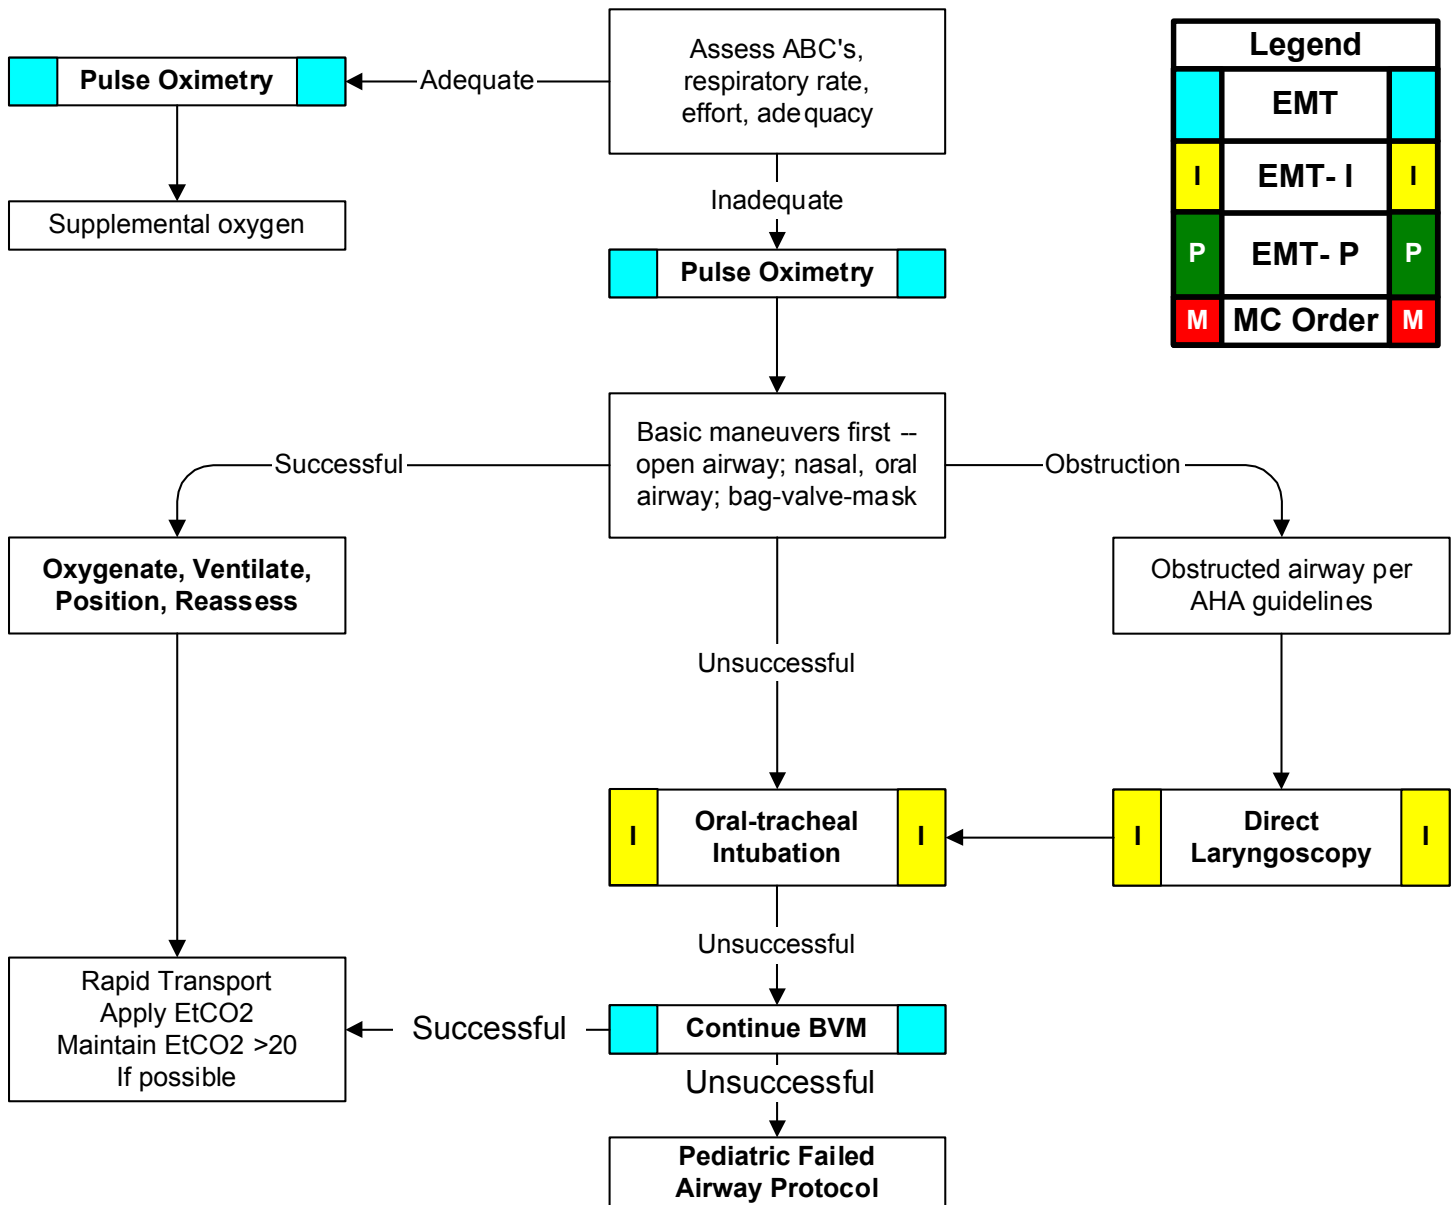 Assess ABC's,
respiratory rate,
effort, adequacy
Adequate
Pulse Oximetry
Supplemental oxygen
Inadequate
Pulse Oximetry
Legend
EMT
I EMT- I I
P EMT- P P
M MC Order M
Basic maneuvers first --
open airway; nasal, oral
airway; bag-valve-mask
Successful
Obstruction
Oxygenate, Ventilate,
Position, Reassess
Obstructed airway per
AHA guidelines
Unsuccessful
I Oral-tracheal I
Intubation
I Direct I
Laryngoscopy
Unsuccessful
Rapid Transport
Apply EtCO2
Maintain EtCO2 >20
If possible
Successful
Continue BVM
Unsuccessful
Pediatric Failed
Airway Protocol